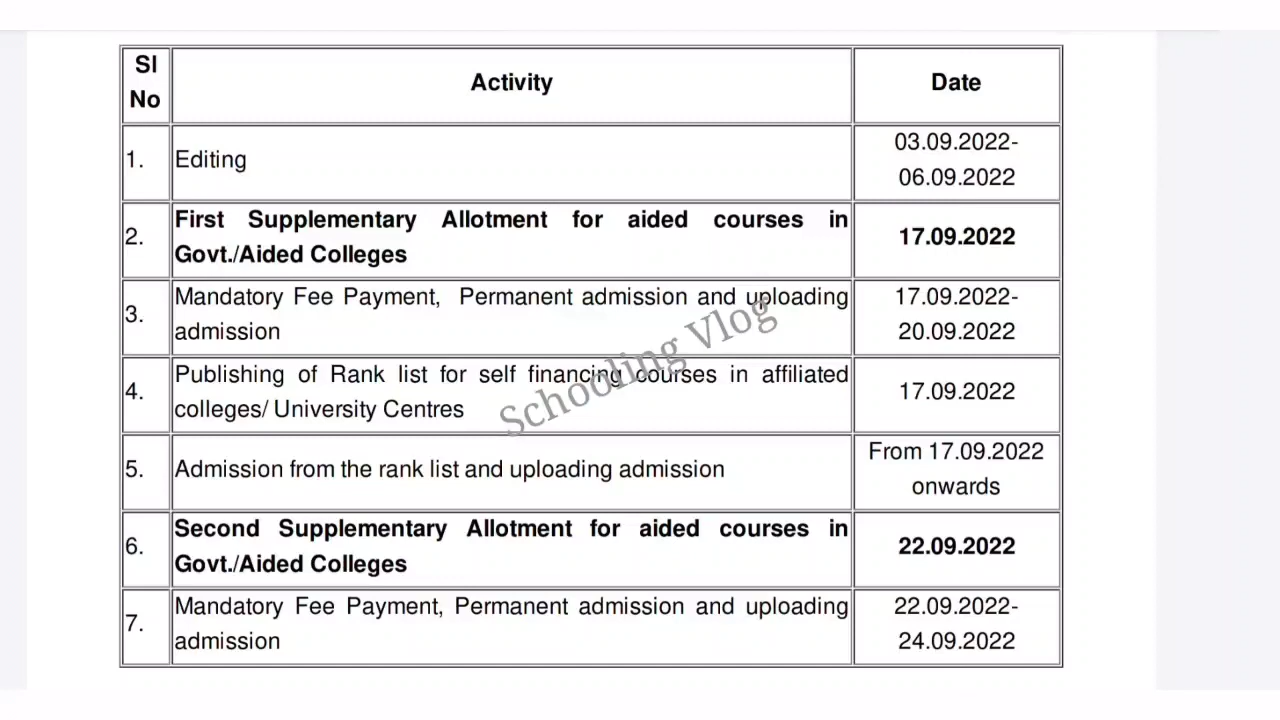 Sl
No
Activity
Date
1.
Editing
03.09.2022-
06.09.2022
2.
First Supplementary Allotment for aided courses in
Govt./Aided Colleges
17.09.2022
3.
Mandatory Fee Payment, Permanent admission and uploading
admission
17.09.2022-
20.09.2022
4.
Publishing of Rank list for self financing courses in affiliated
colleges/ University Centres
17.09.2022
5.
Admission from the rank list and uploading admission
From 17.09.2022
onwards
6.
Second Supplementary Allotment for aided courses in
Govt./Aided Colleges
22.09.2022
7.
Mandatory Fee Payment, Permanent admission and uploading
admission
22.09.2022-
24.09.2022
Schooling Vlog